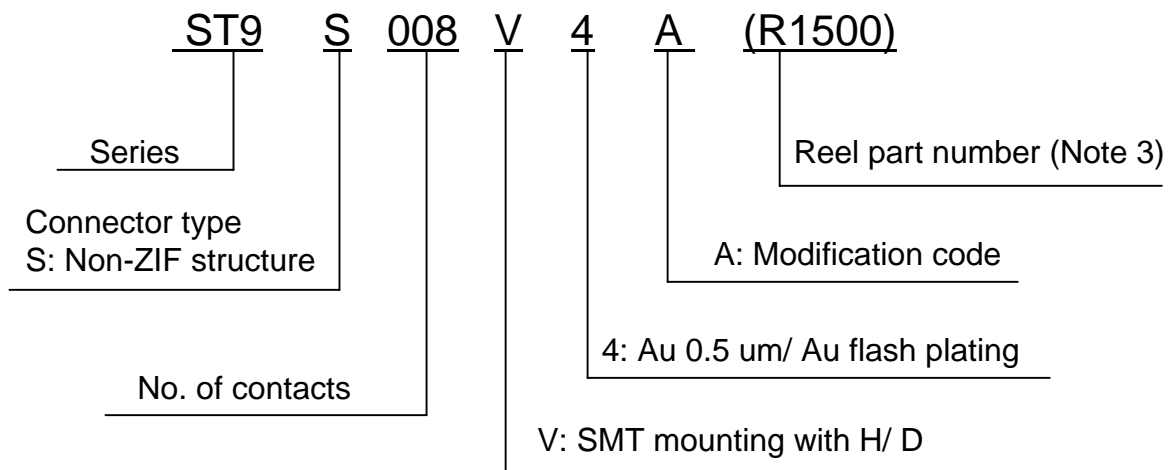 ST9 S 008 V 4 A (R1500)
Series
Reel part number (Note 3)
Connector type
S: Non-ZIF structure
A: Modification code
4: Au 0.5 um/ Au flash plating
No. of contacts
V: SMT mounting with H/ D